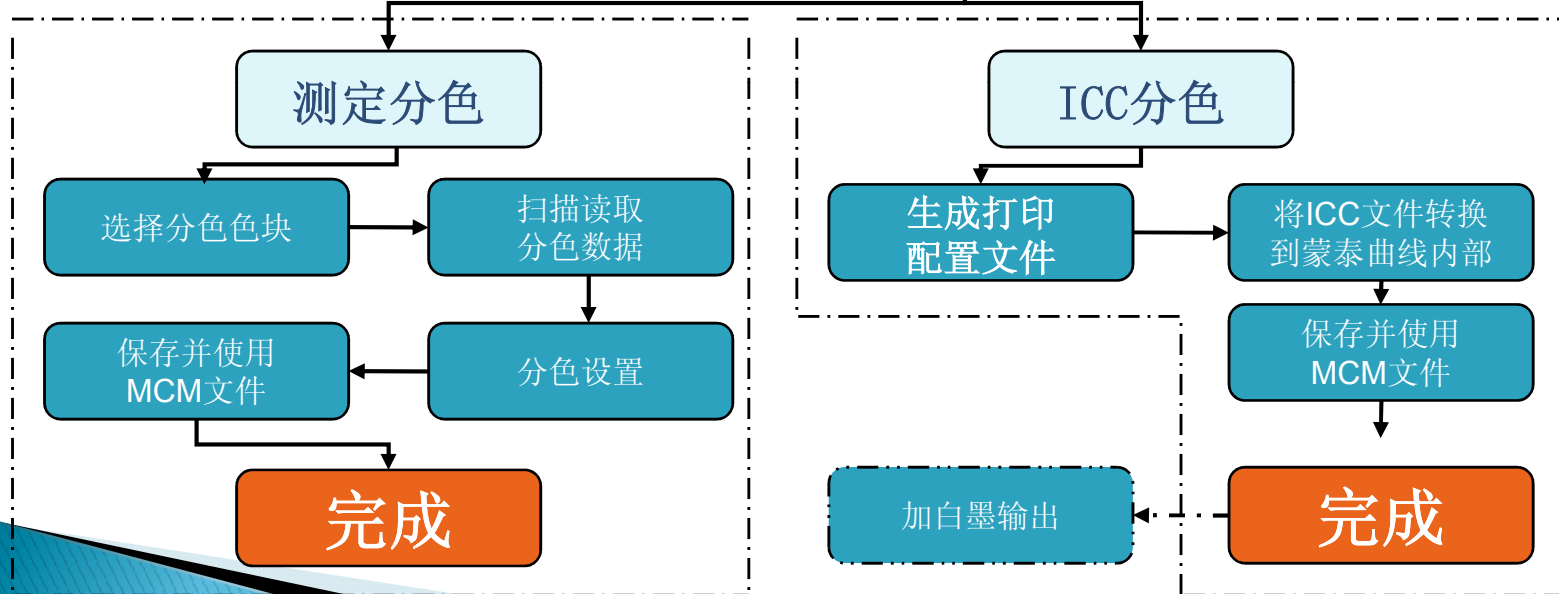 测定分色
选择分色色块
扫描读取
分色数据
分色设置
保存并使用
MCM文件
完成
ICC分色
生成打印
配置文件
将ICC文件转换
到蒙泰曲线内部
保存并使用
MCM文件
完成
加白墨输出